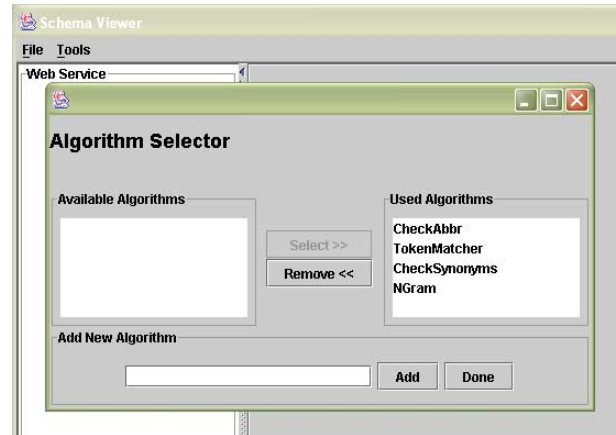 Schema Viewer
File Tools
Web Service
Algorithm Selector
Available Algorithms
Used Algorithms
CheckAbbr
TokenMatcher
CheckSynonyms
NGram
Select >>
Remove <<
Add New Algorithm
Add Done